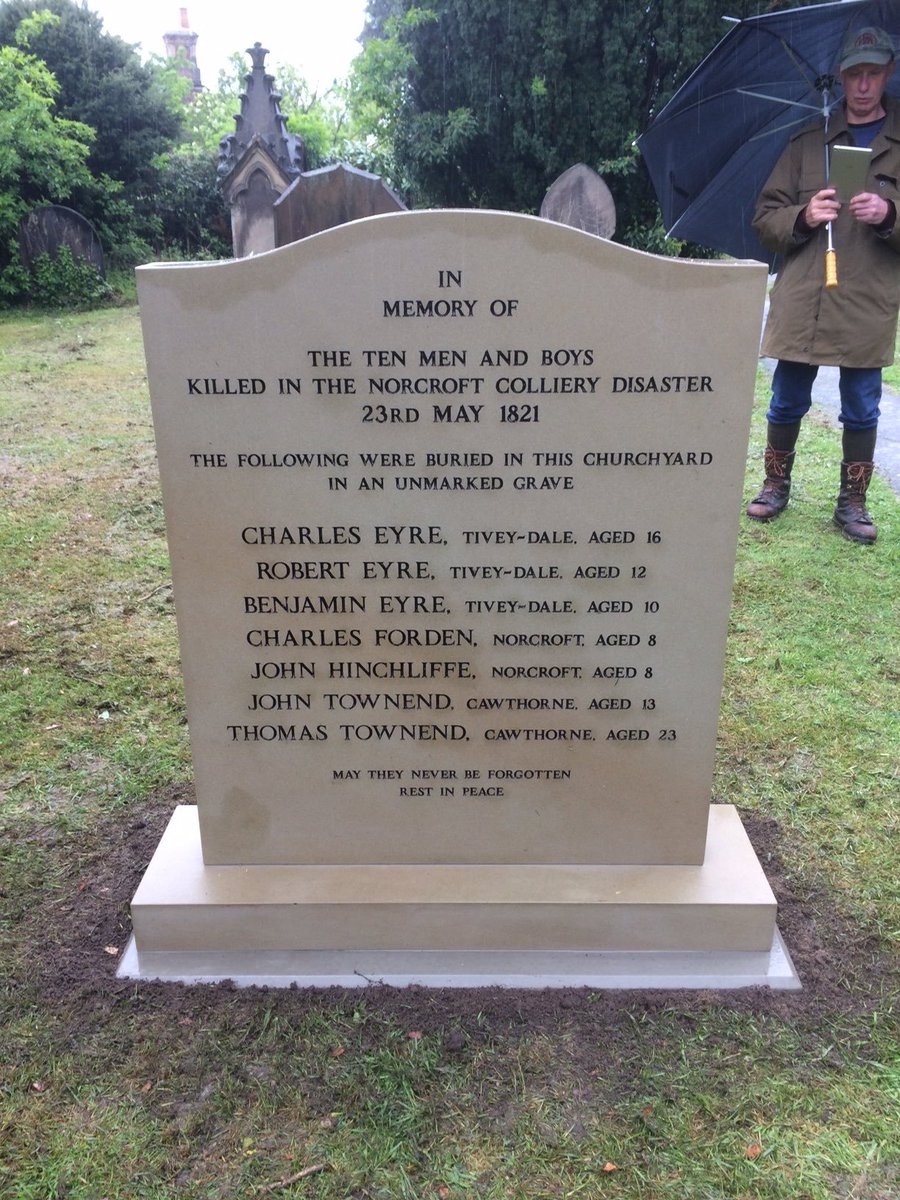 IN
MEMORY OF
THE TEN MEN AND BOYS
KILLED IN THE NORCROFT COLLIERY DISASTER
23RD MAY 1821
THE FOLLOWING WERE BURIED IN THIS CHURCHYARD
IN AN UNMARKED GRAVE
CHARLES EYRE, TIVEY-DALE, AGED 16
ROBERT EYRE, TIVEY-DALE, AGED 12
BENJAMIN EYRE, TIVEY-DALE, AGED 10
CHARLES FORDEN, NORCROFT, AGED 8
JOHN HINCHLIFFE, NORCROFT, AGED 8
JOHN TOWNEND, CAWTHORNE, AGED 13
THOMAS TOWNEND, CAWTHORNE, AGED 23
MAY THEY NEVER BE FORGOTTEN
REST IN PEACE